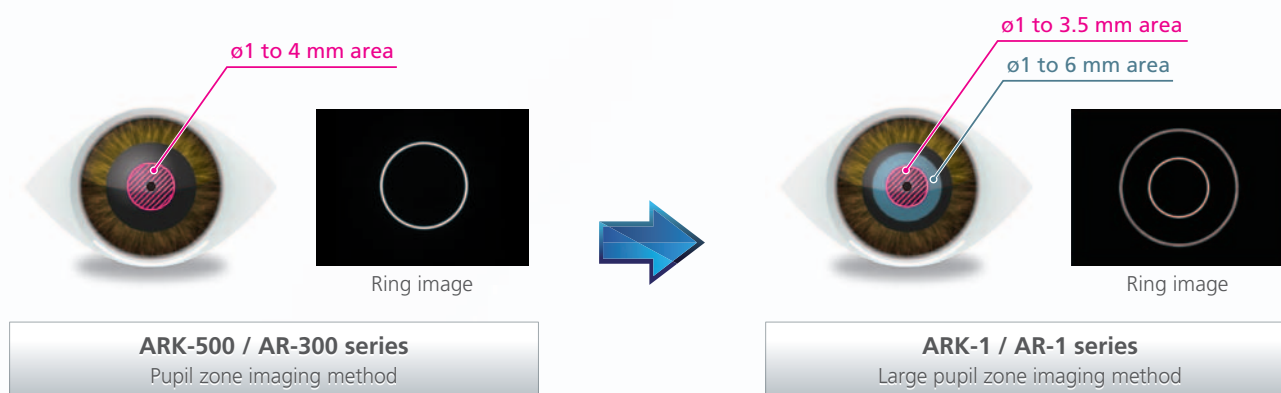 ø1 to 4 mm area
Ring image
ARK-500 / AR-300 series
Pupil zone imaging method
ø1 to 3.5 mm area
ø1 to 6 mm area
Ring image
ARK-1 / AR-1 series
Large pupil zone imaging method